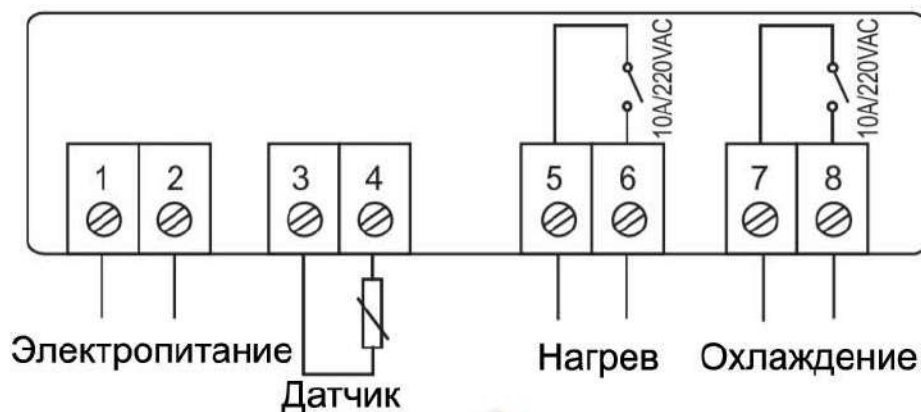 10A/220VAC
10A/220VAC
1 2 3 4 5 6 7 8
Электропитание
Датчик
Нагрев
Охлаждение